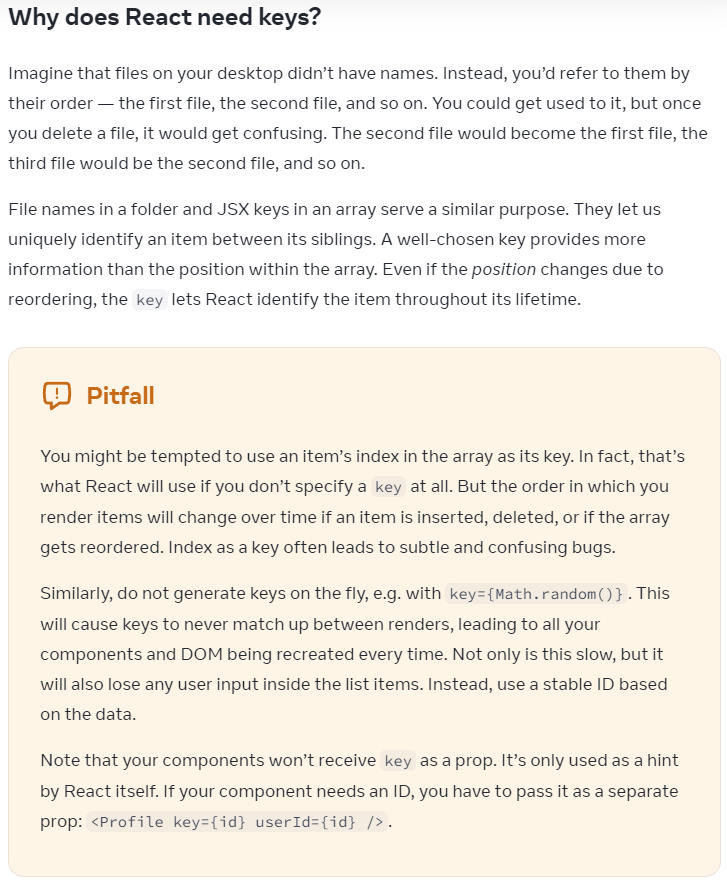 Why does React need keys?
Imagine that files on your desktop didn’t have names. Instead, you’d refer to them by
their order — the first file, the second file, and so on. You could get used to it, but once
you delete a file, it would get confusing. The second file would become the first file, the
third file would be the second file, and so on.
File names in a folder and JSX keys in an array serve a similar purpose. They let us
uniquely identify an item between its siblings. A well-chosen key provides more
information than the position within the array. Even if the position changes due to
reordering, the key lets React identify the item throughout its lifetime.
Pitfall
You might be tempted to use an item’s index in the array as its key. In fact, that’s
what React will use if you don’t specify a key at all. But the order in which you
render items will change over time if an item is inserted, deleted, or if the array
gets reordered. Index as a key often leads to subtle and confusing bugs.
Similarly, do not generate keys on the fly, e.g. with key={Math.random()}. This
will cause keys to never match up between renders, leading to all your
components and DOM being recreated every time. Not only is this slow, but it
will also lose any user input inside the list items. Instead, use a stable ID based
on the data.
Note that your components won’t receive key as a prop. It’s only used as a hint
by React itself. If your component needs an ID, you have to pass it as a separate
prop: <Profile key={id} userId={id} />.